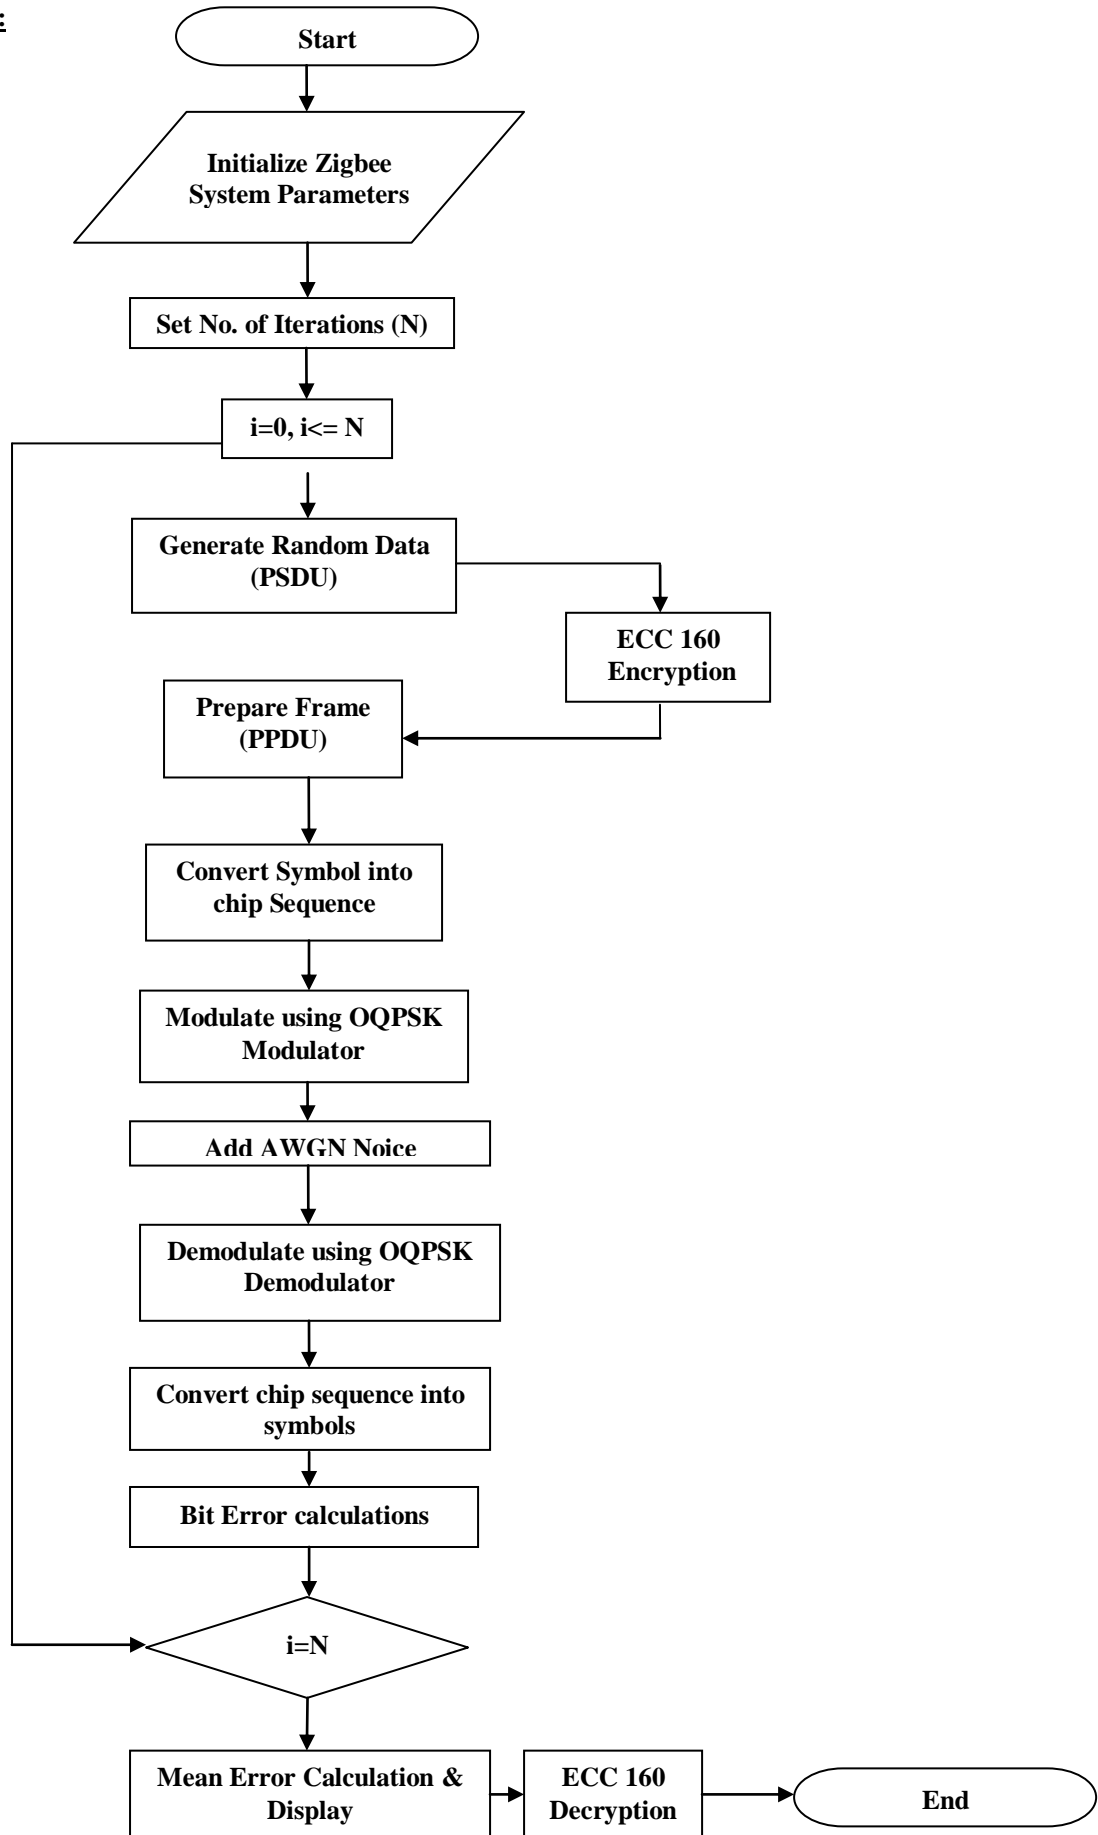 :
Start
Initialize Zigbee
System Parameters
Set No. of Iterations (N)
i=0, i<= N
Generate Random Data
(PSDU)
ECC 160
Encryption
Prepare Frame
(PPDU)
Convert Symbol into
chip Sequence
Modulate using OQPSK
Modulator
Add AWGN Noice
Demodulate using OQPSK
Demodulator
Convert chip sequence into
symbols
Bit Error calculations
i=N
Mean Error Calculation &
Display
ECC 160
Decryption
End